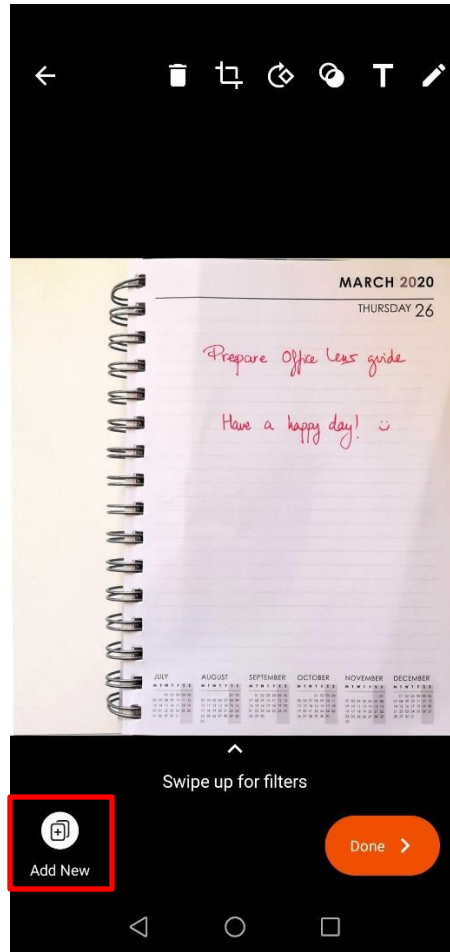 T
MARCH 2020
THURSDAY 26
Prepare Office Lens guide
Have a happy day! ☺
JULY AUGUST SEPTEMBER OCTOBER NOVEMBER DECEMBER
Swipe up for filters
Add New
Done